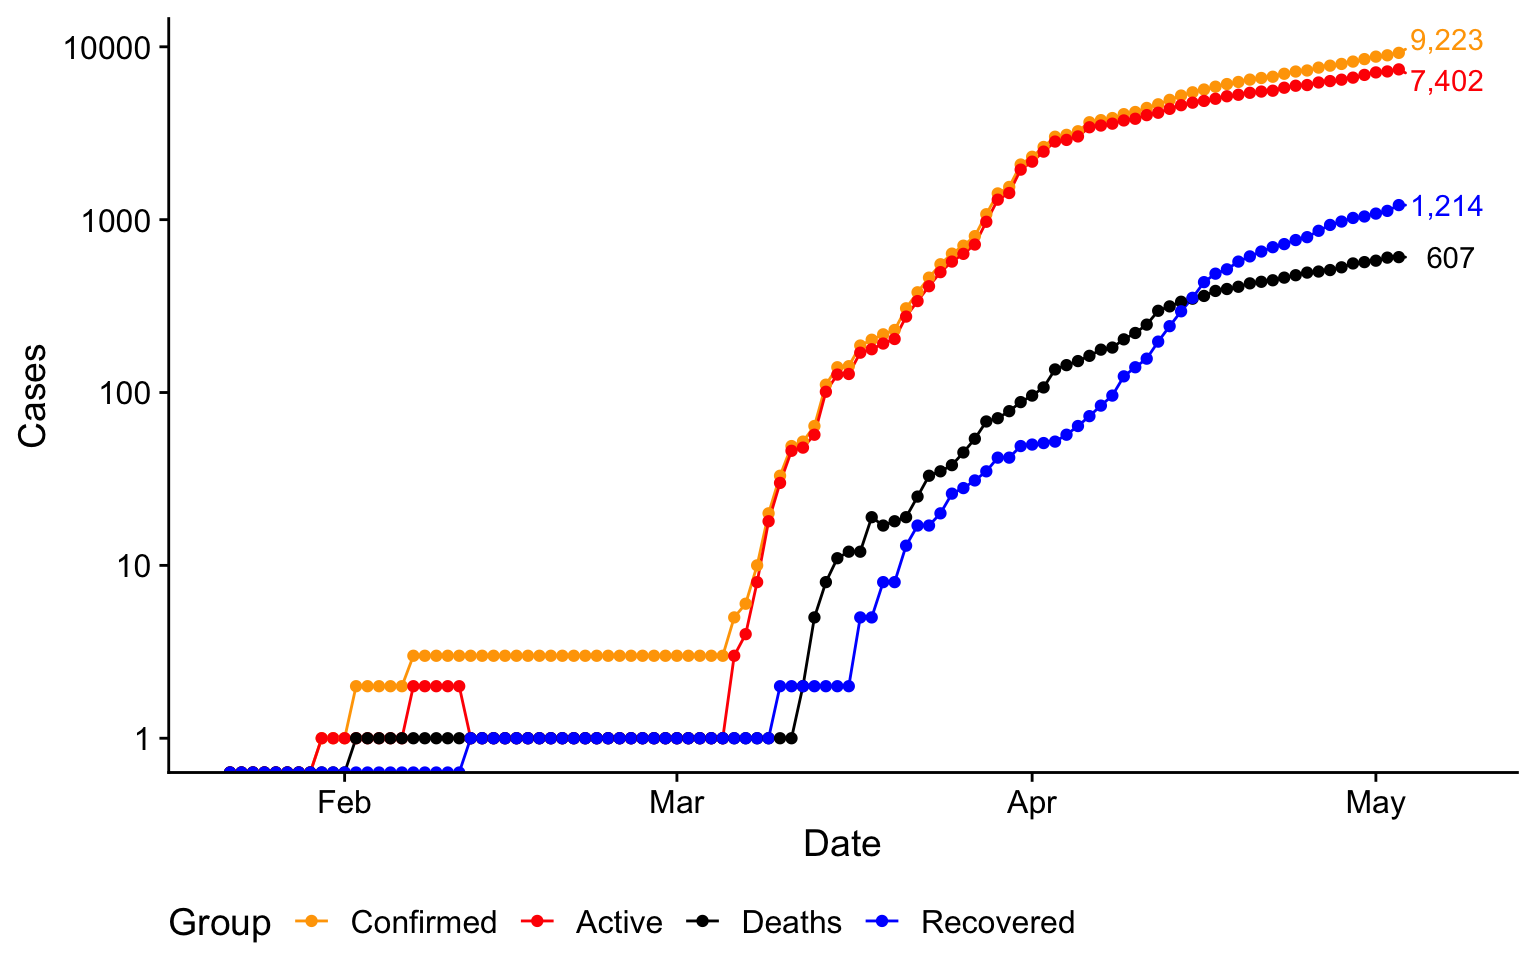 10000
1000
100
10
1
Cases
9,223
7,402
1,214
607
Feb Mar Apr May
Date
Group Confirmed Active Deaths Recovered